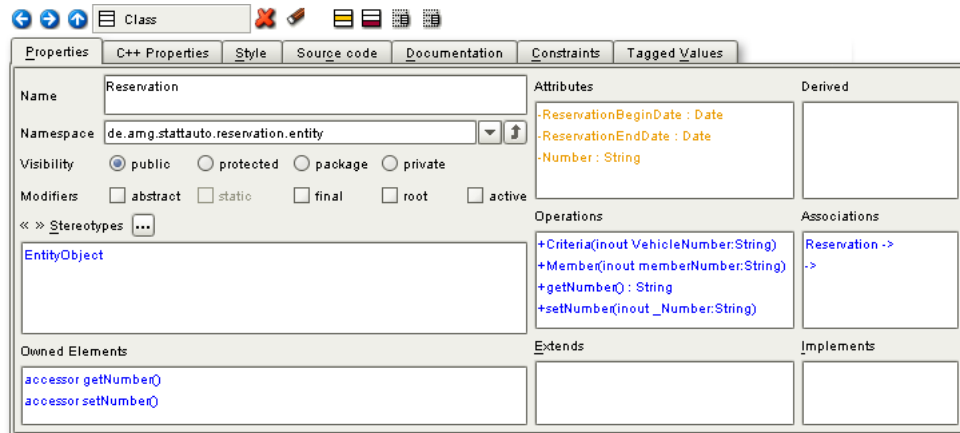 Class
Properties
C++ Properties
Style
Source code
Documentation
Constraints
Tagged Values
Name
Reservation
Namespace
de.amg.stattauto.reservation.entity
Visibility
public
protected
package
private
Modifiers
abstract
static
final
root
active
« » Stereotypes ...
EntityObject
Owned Elements
accessor getNumber()
accessor setNumber()
Attributes
-ReservationBeginDate : Date
-ReservationEndDate : Date
-Number : String
Derived
Operations
+Criteria(inout VehicleNumber:String)
+Member(inout memberNumber:String)
+getNumber() : String
+setNumber(inout _Number:String)
Associations
Reservation ->
->
Extends
Implements